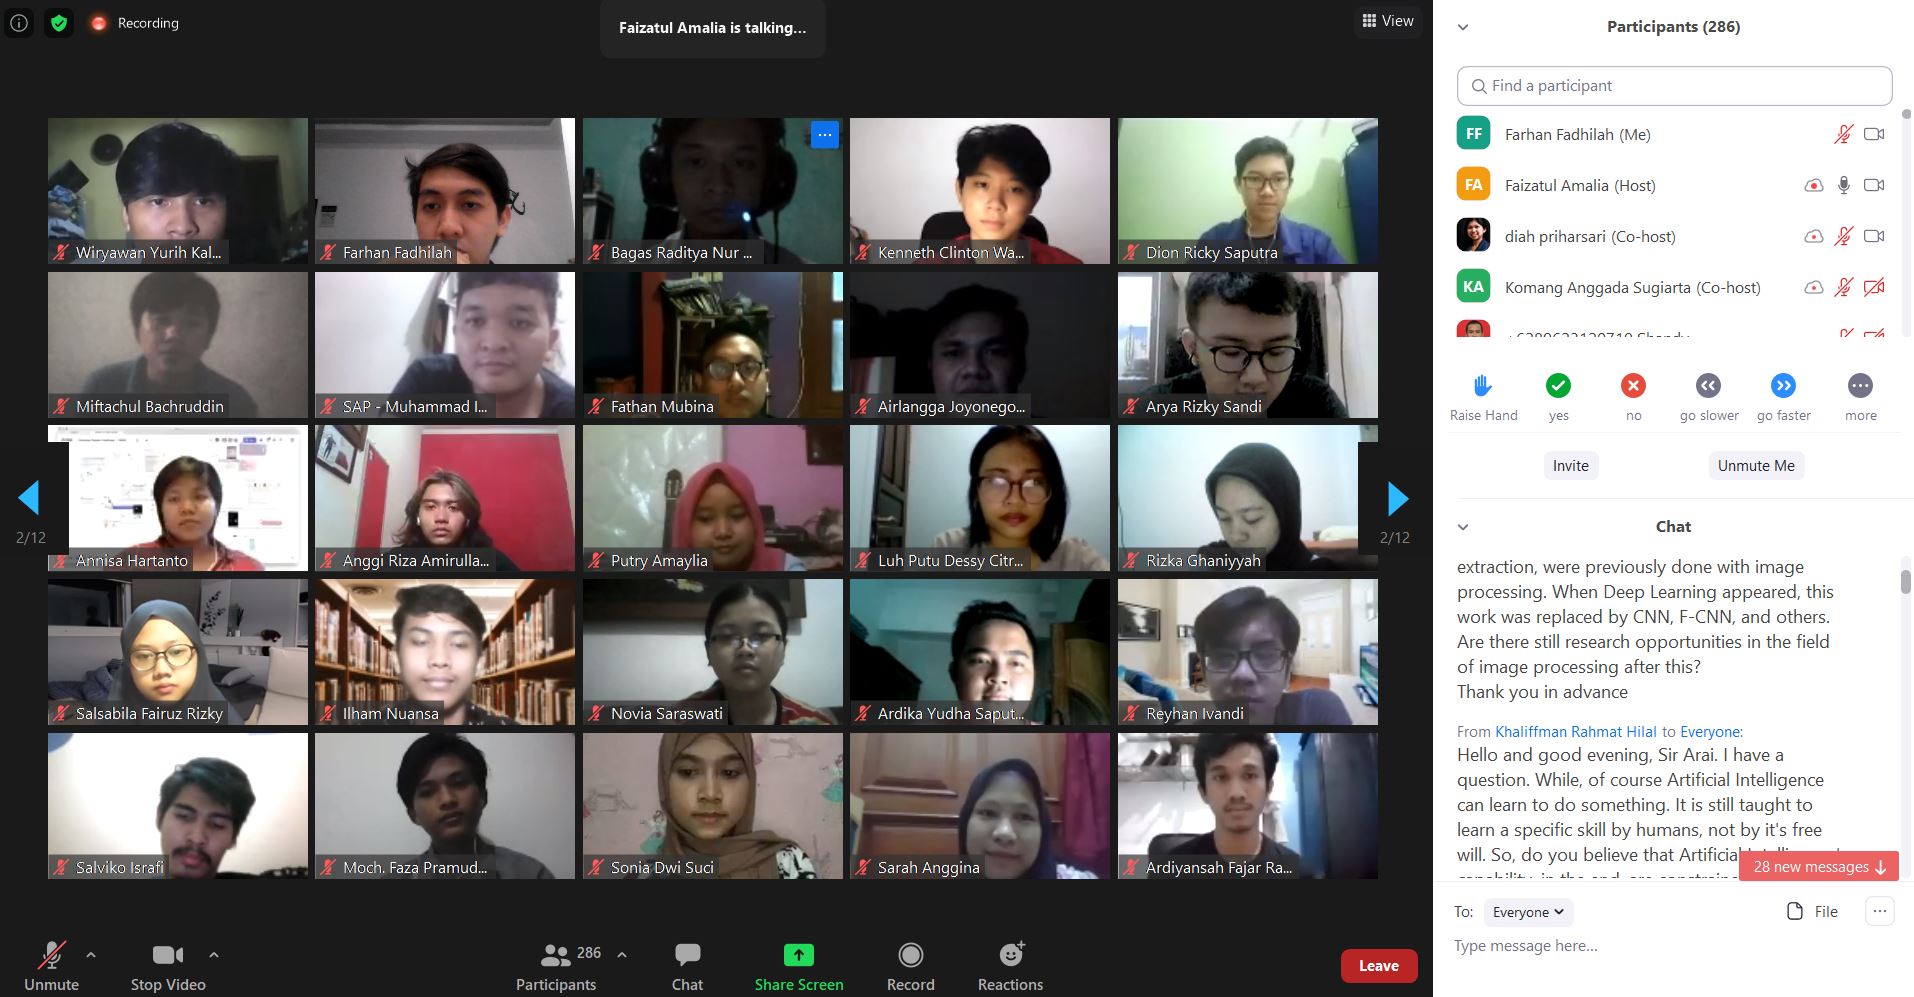 Recording
Faizatul Amalia is talking...
View
Wiryawan Yurih Kal...
Farhan Fadhilah
Bagas Raditya Nur ...
Kenneth Clinton Wa...
Dion Ricky Saputra
Miftachul Bachruddin
SAP - Muhammad I...
Fathan Mubina
Airlangga Joyonego...
Arya Rizky Sandi
2/12
Annisa Hartanto
Anggi Riza Amirulla...
Putry Amaylia
Luh Putu Dessy Citr...
Rizka Ghaniyyah
2/12
Salsabila Fairuz Rizky
Ilham Nuansa
Novia Saraswati
Ardika Yudha Saput...
Reyhan Ivandi
Salviko Israfi
Moch. Faza Pramud...
Sonia Dwi Suci
Sarah Anggina
Ardiyansah Fajar Ra...
Unmute
Stop Video
286
Participants
Chat
Share Screen
Record
Reactions
Leave
Participants (286)
Find a participant
FF Farhan Fadhilah (Me)
FA Faizatul Amalia (Host)
diah priharsari (Co-host)
KA Komang Anggada Sugiarta (Co-host)
Raise Hand
yes
no
go slower
go faster
more
Invite
Unmute Me
Chat
extraction, were previously done with image
processing. When Deep Learning appeared, this
work was replaced by CNN, F-CNN, and others.
Are there still research opportunities in the field
of image processing after this?
Thank you in advance
From Khaliffman Rahmat Hilal to Everyone:
Hello and good evening, Sir Arai. I have a
question. While, of course Artificial Intelligence
can learn to do something. It is still taught to
learn a specific skill by humans, not by it's free
will. So, do you believe that Artificial
28 new messages
To: Everyone
File
Type message here...